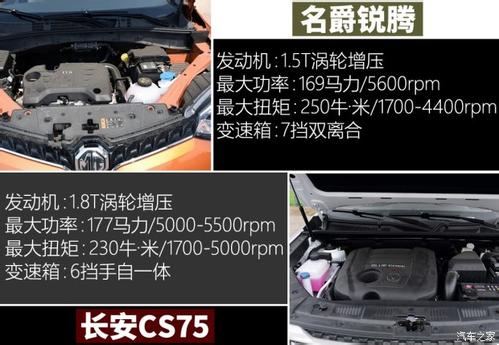 名爵锐腾
发动机：1.5T涡轮增压
最大功率：169马力/5600rpm
最大扭矩：250牛·米/1700-4400rpm
变速箱：7挡双离合
MG
发动机：1.8T涡轮增压
最大功率：177马力/5000-5500rpm
最大扭矩：230牛·米/1700-5000rpm
变速箱：6挡手自一体
长安CS75
汽车之家